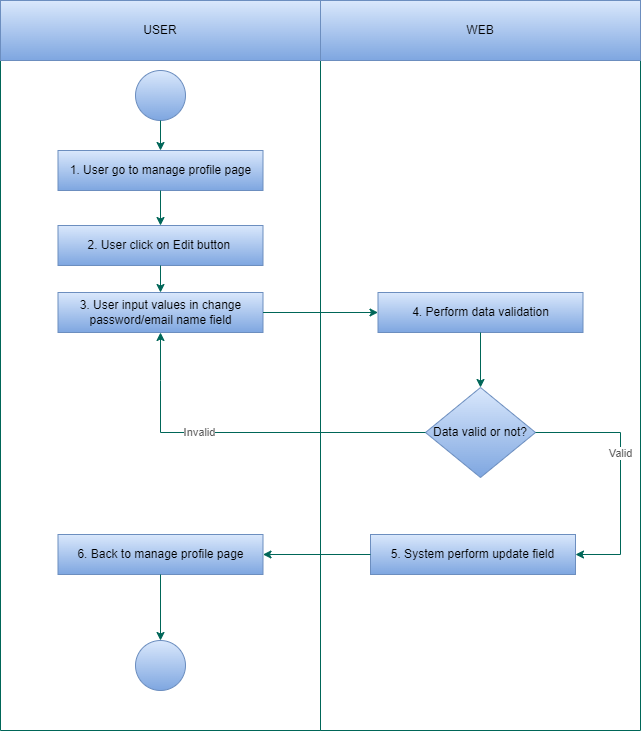 USER
WEB
1. User go to manage profile page
2. User click on Edit button
3. User input values in change
password/email name field
4. Perform data validation
Data valid or not?
Invalid
Valid
5. System perform update field
6. Back to manage profile page